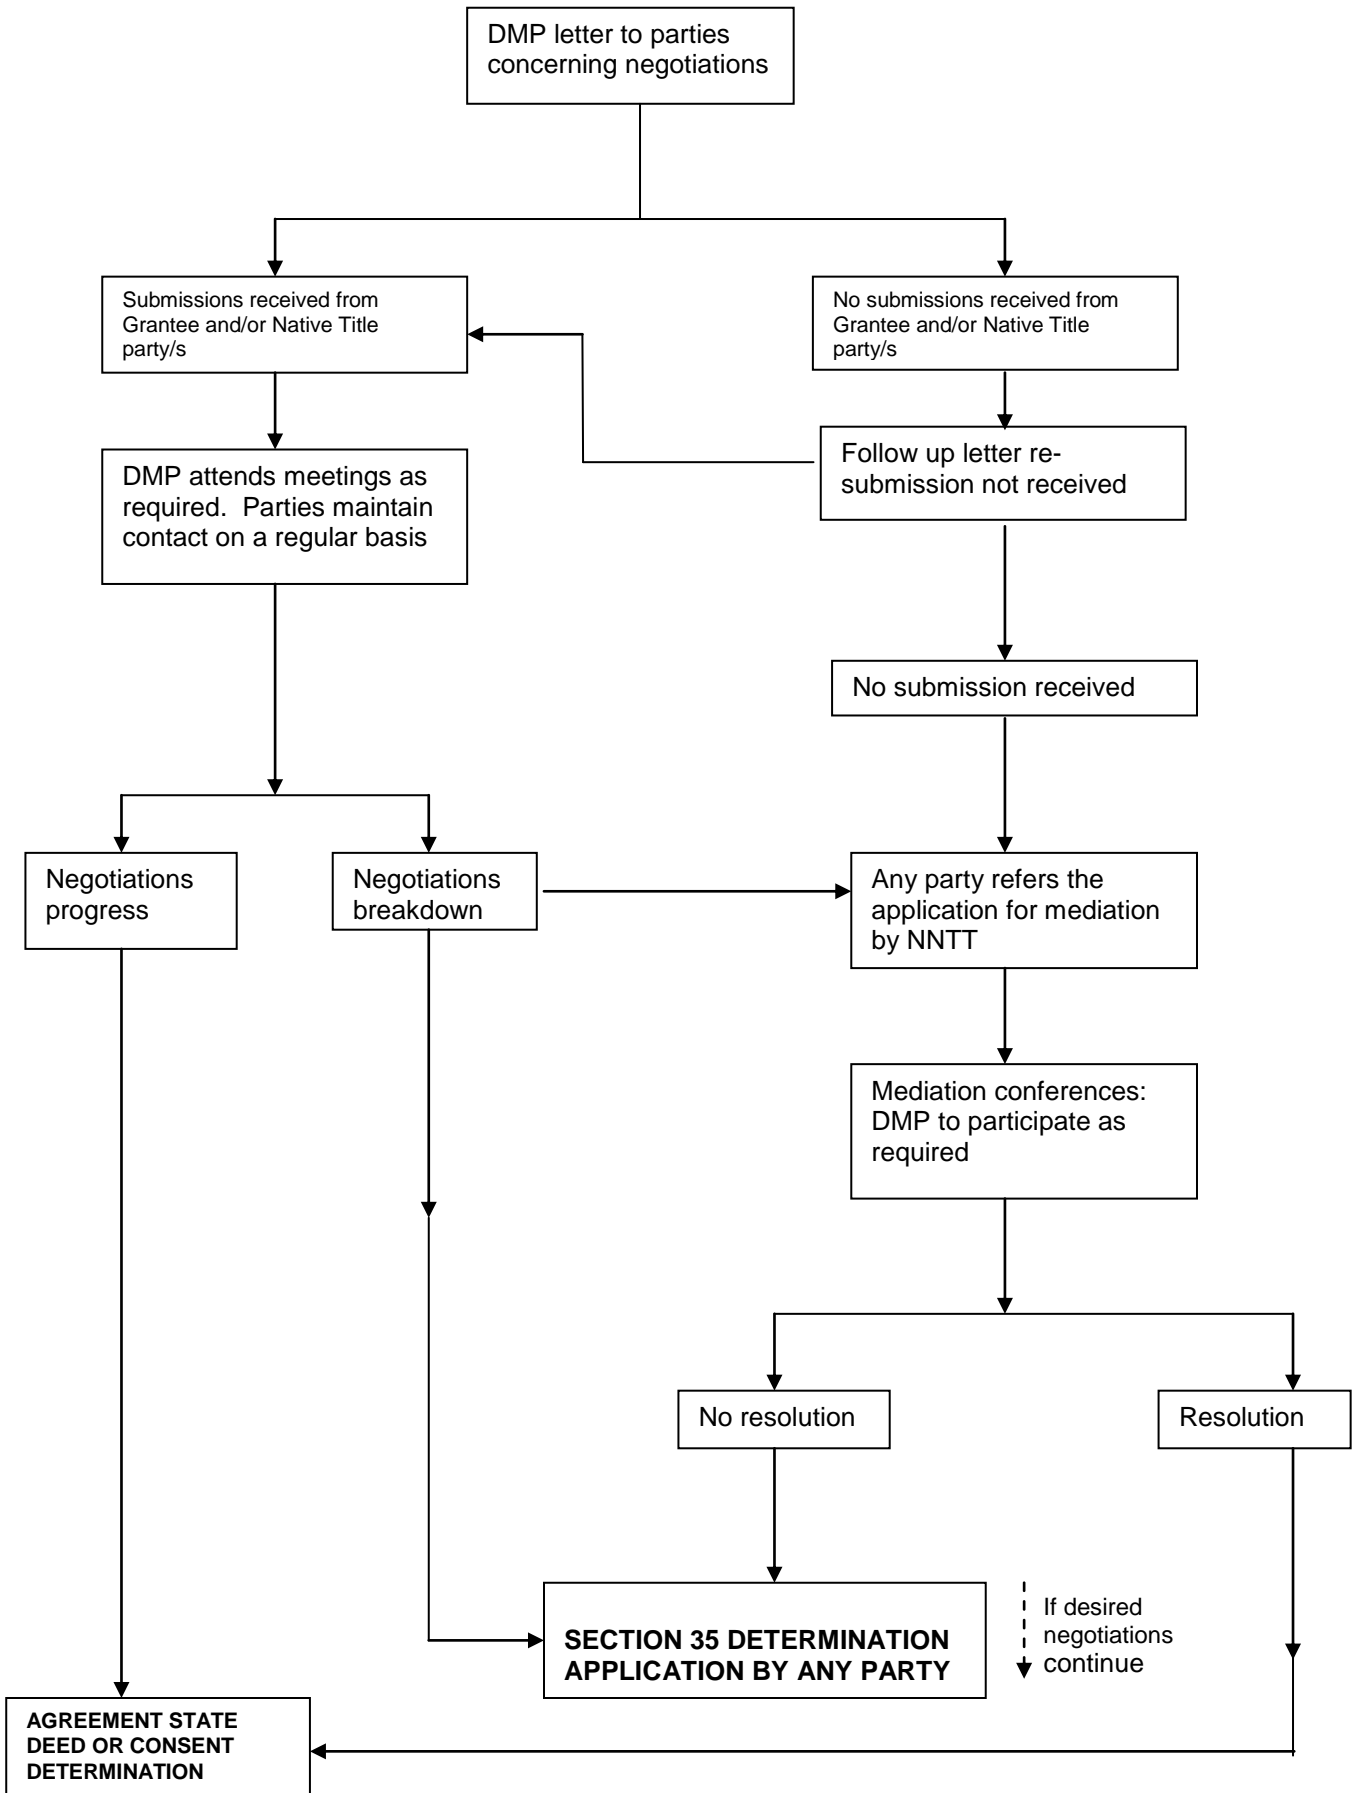 DMP letter to parties
concerning negotiations
Submissions received from
Grantee and/or Native Title
party/s
No submissions received from
Grantee and/or Native Title
party/s
Follow up letter re-
submission not received
DMP attends meetings as
required.  Parties maintain
contact on a regular basis
No submission received
Negotiations
progress
Negotiations
breakdown
Any party refers the
application for mediation
by NNTT
Mediation conferences:
DMP to participate as
required
No resolution
Resolution
SECTION 35 DETERMINATION
APPLICATION BY ANY PARTY
If desired
negotiations
continue
AGREEMENT STATE
DEED OR CONSENT
DETERMINATION